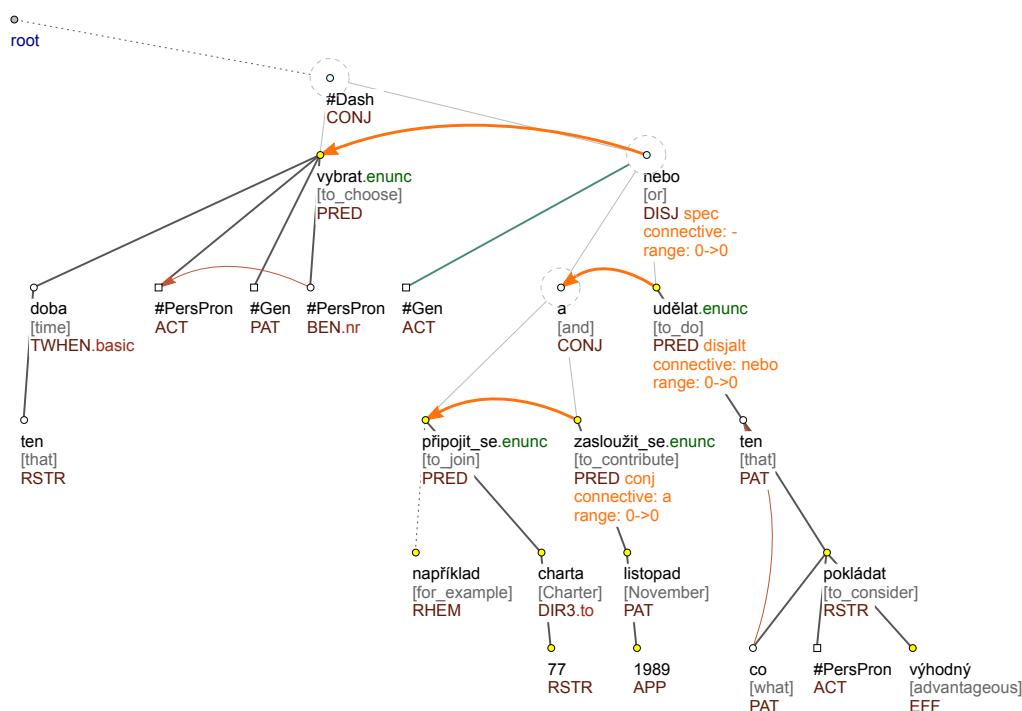 root
#Dash
CONJ
vybrat.enunc
[to_choose]
PRED
nebo
[or]
DISJ spec
connective: -
range: 0->0
doba
[time]
TWHEN.basic
#PersPron
ACT
#Gen
PAT
#PersPron
BEN.nr
#Gen
ACT
a
[and]
CONJ
udělat.enunc
[to_do]
PRED disjalt
connective: nebo
range: 0->0
ten
[that]
RSTR
připojit_se.enunc
[to_join]
PRED
zasloužit_se.enunc
[to_contribute]
PRED conj
connective: a
range: 0->0
ten
[that]
PAT
například
[for_example]
RHEM
charta
[Charter]
DIR3.to
listopad
[November]
PAT
pokládat
[to_consider]
RSTR
77
RSTR
1989
APP
co
[what]
PAT
#PersPron
ACT
výhodný
[advantageous]
EFF